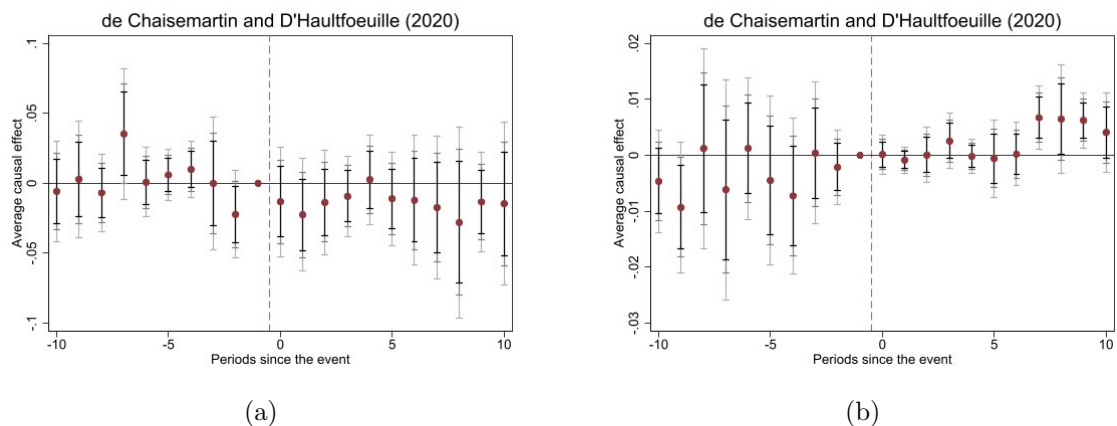 de Chaisemartin and D'Haultfoeuille (2020)
Average causal effect
.1
.05
0
-.05
-.1
-10
-5
0
5
10
Periods since the event
(a)
de Chaisemartin and D'Haultfoeuille (2020)
Average causal effect
.02
.01
0
-.01
-.02
-.03
-10
-5
0
5
10
Periods since the event
(b)